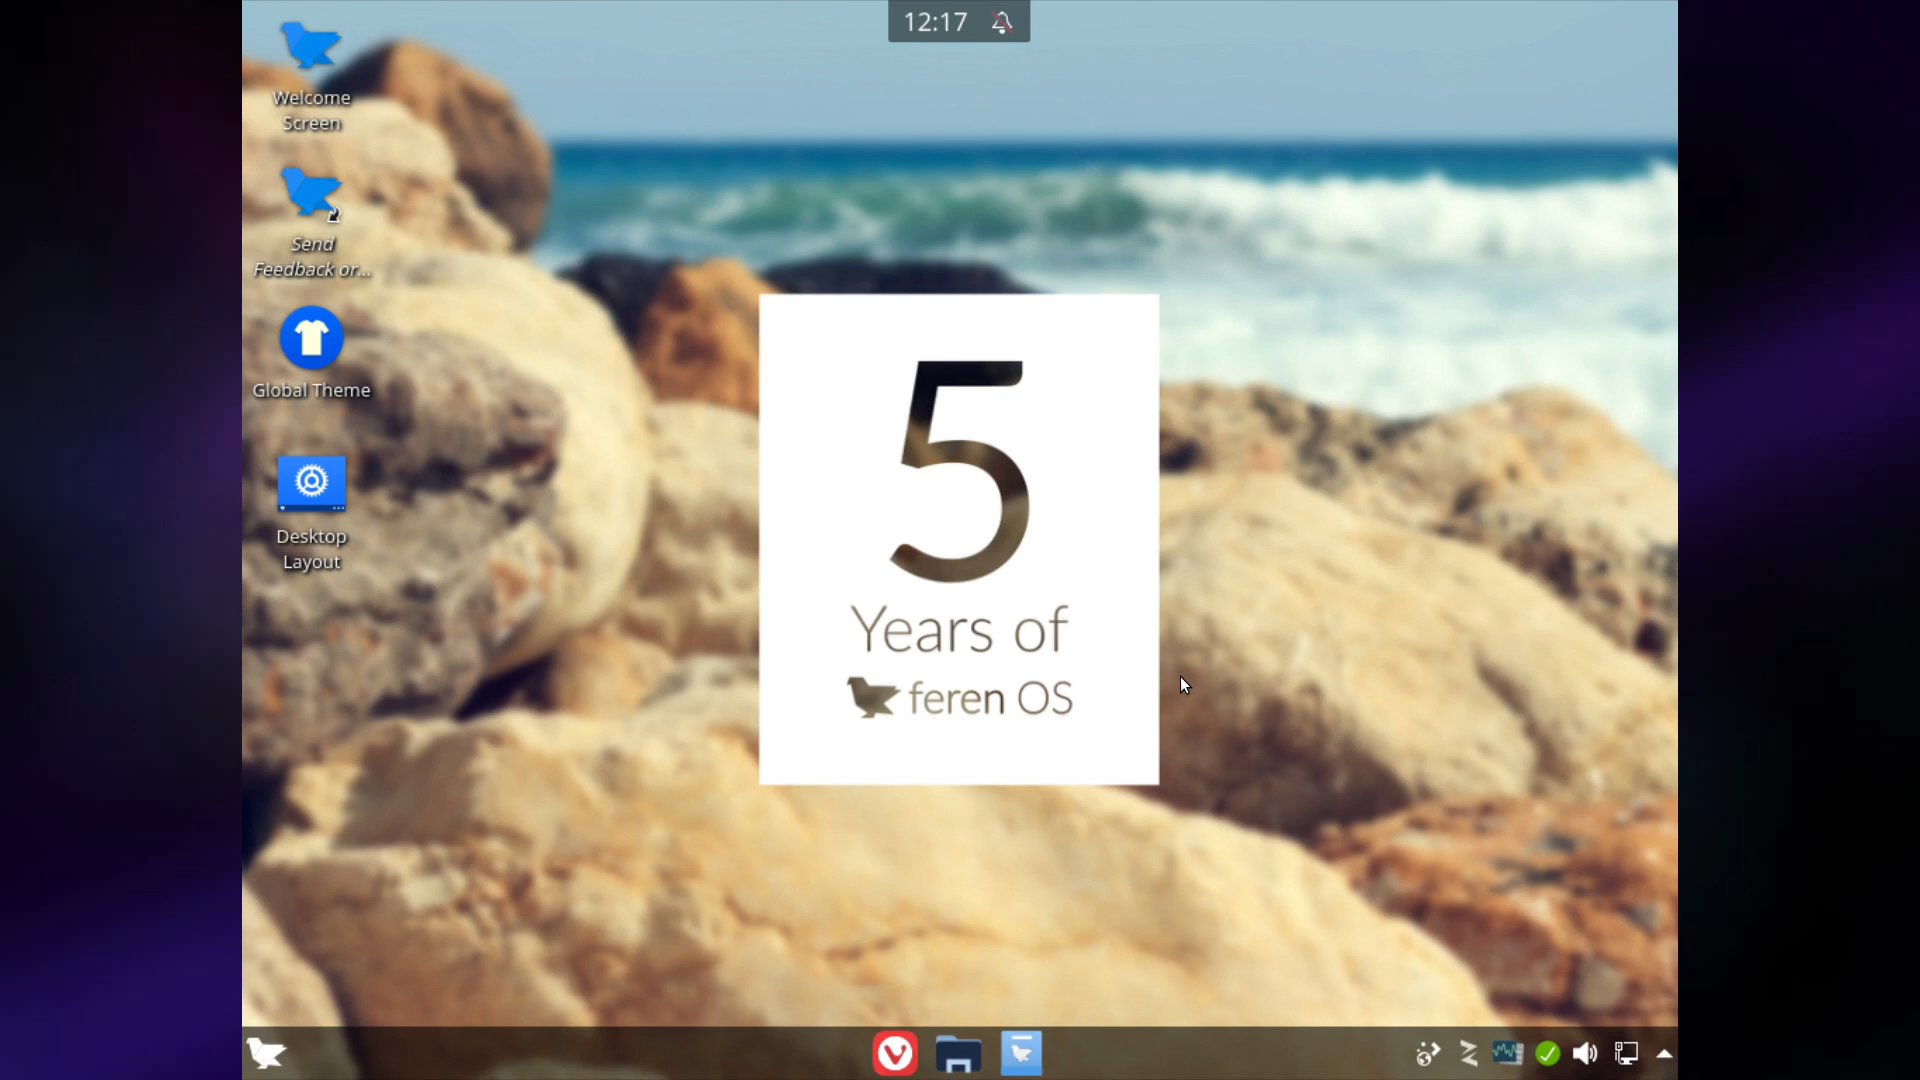 12:17
Welcome
Screen
Send
Feedback or...
Global Theme
Desktop
Layout
5
Years of
feren OS